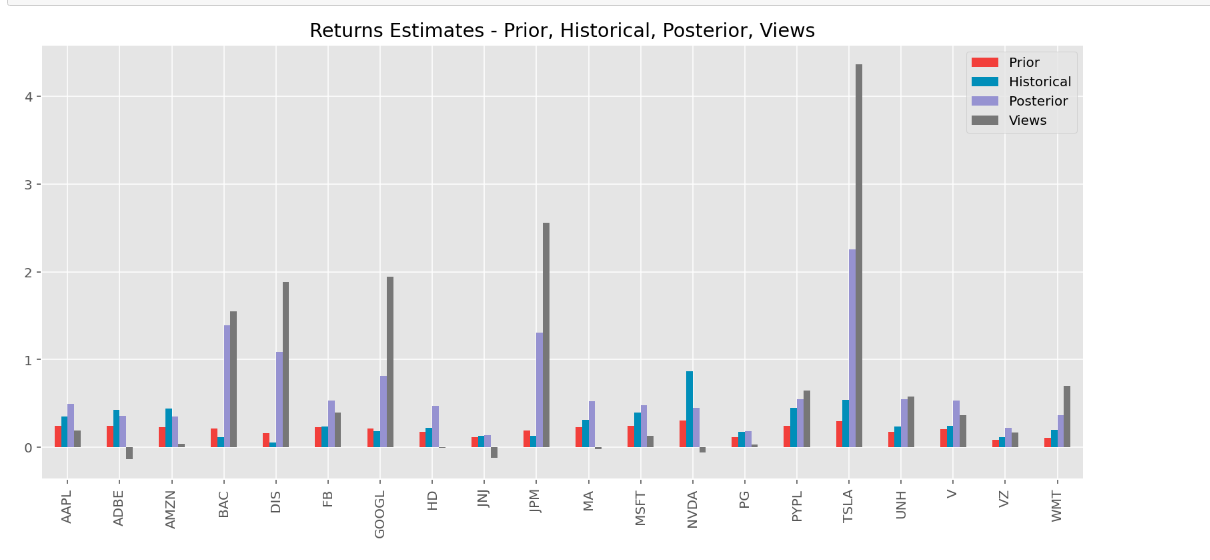 Returns Estimates - Prior, Historical, Posterior, Views
Prior
Historical
Posterior
Views
4
3
2
1
0
AAPL
ADBE
AMZN
BAC
DIS
FB
GOOGL
HD
JNJ
JPM
MA
MSFT
NVDA
PG
PYPL
TSLA
UNH
V
VZ
WMT